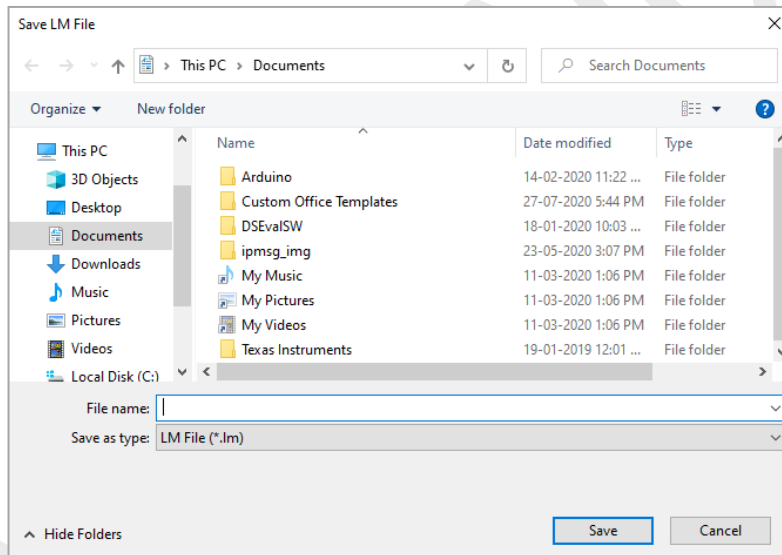 Save LM File
This PC > Documents
Search Documents
Organize
New folder
This PC
3D Objects
Desktop
Documents
Downloads
Music
Pictures
Videos
Local Disk (C:)
Name Date modified Type
Arduino 14-02-2020 11:22 ... File folder
Custom Office Templates 27-07-2020 5:44 PM File folder
DSEvalSW 18-01-2020 10:03 ... File folder
ipmsg_img 23-05-2020 3:07 PM File folder
My Music 11-03-2020 1:06 PM File folder
My Pictures 11-03-2020 1:06 PM File folder
My Videos 11-03-2020 1:06 PM File folder
Texas Instruments 19-01-2019 12:01 ... File folder
File name:
Save as type: LM File (*.lm)
Hide Folders
Save
Cancel